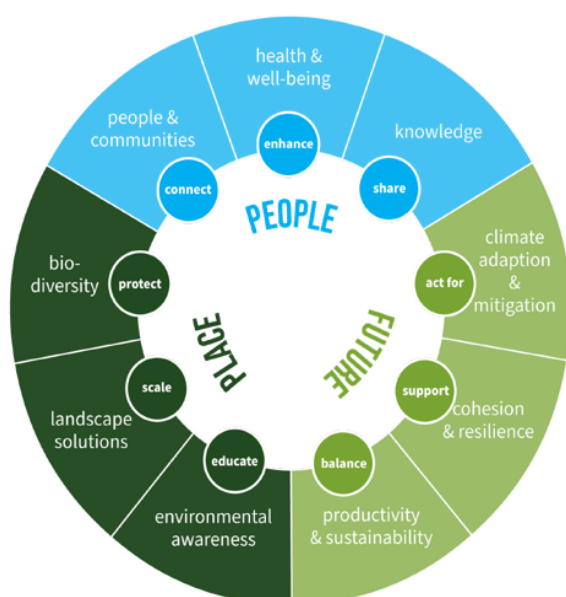 health &
well-being
enhance
knowledge
share
climate
adaption
&
mitigation
act for
cohesion
& resilience
support
productivity
& sustainability
balance
environmental
awareness
educate
landscape
solutions
scale
bio-
diversity
protect
people &
communities
connect
PEOPLE
FUTURE
PLACE